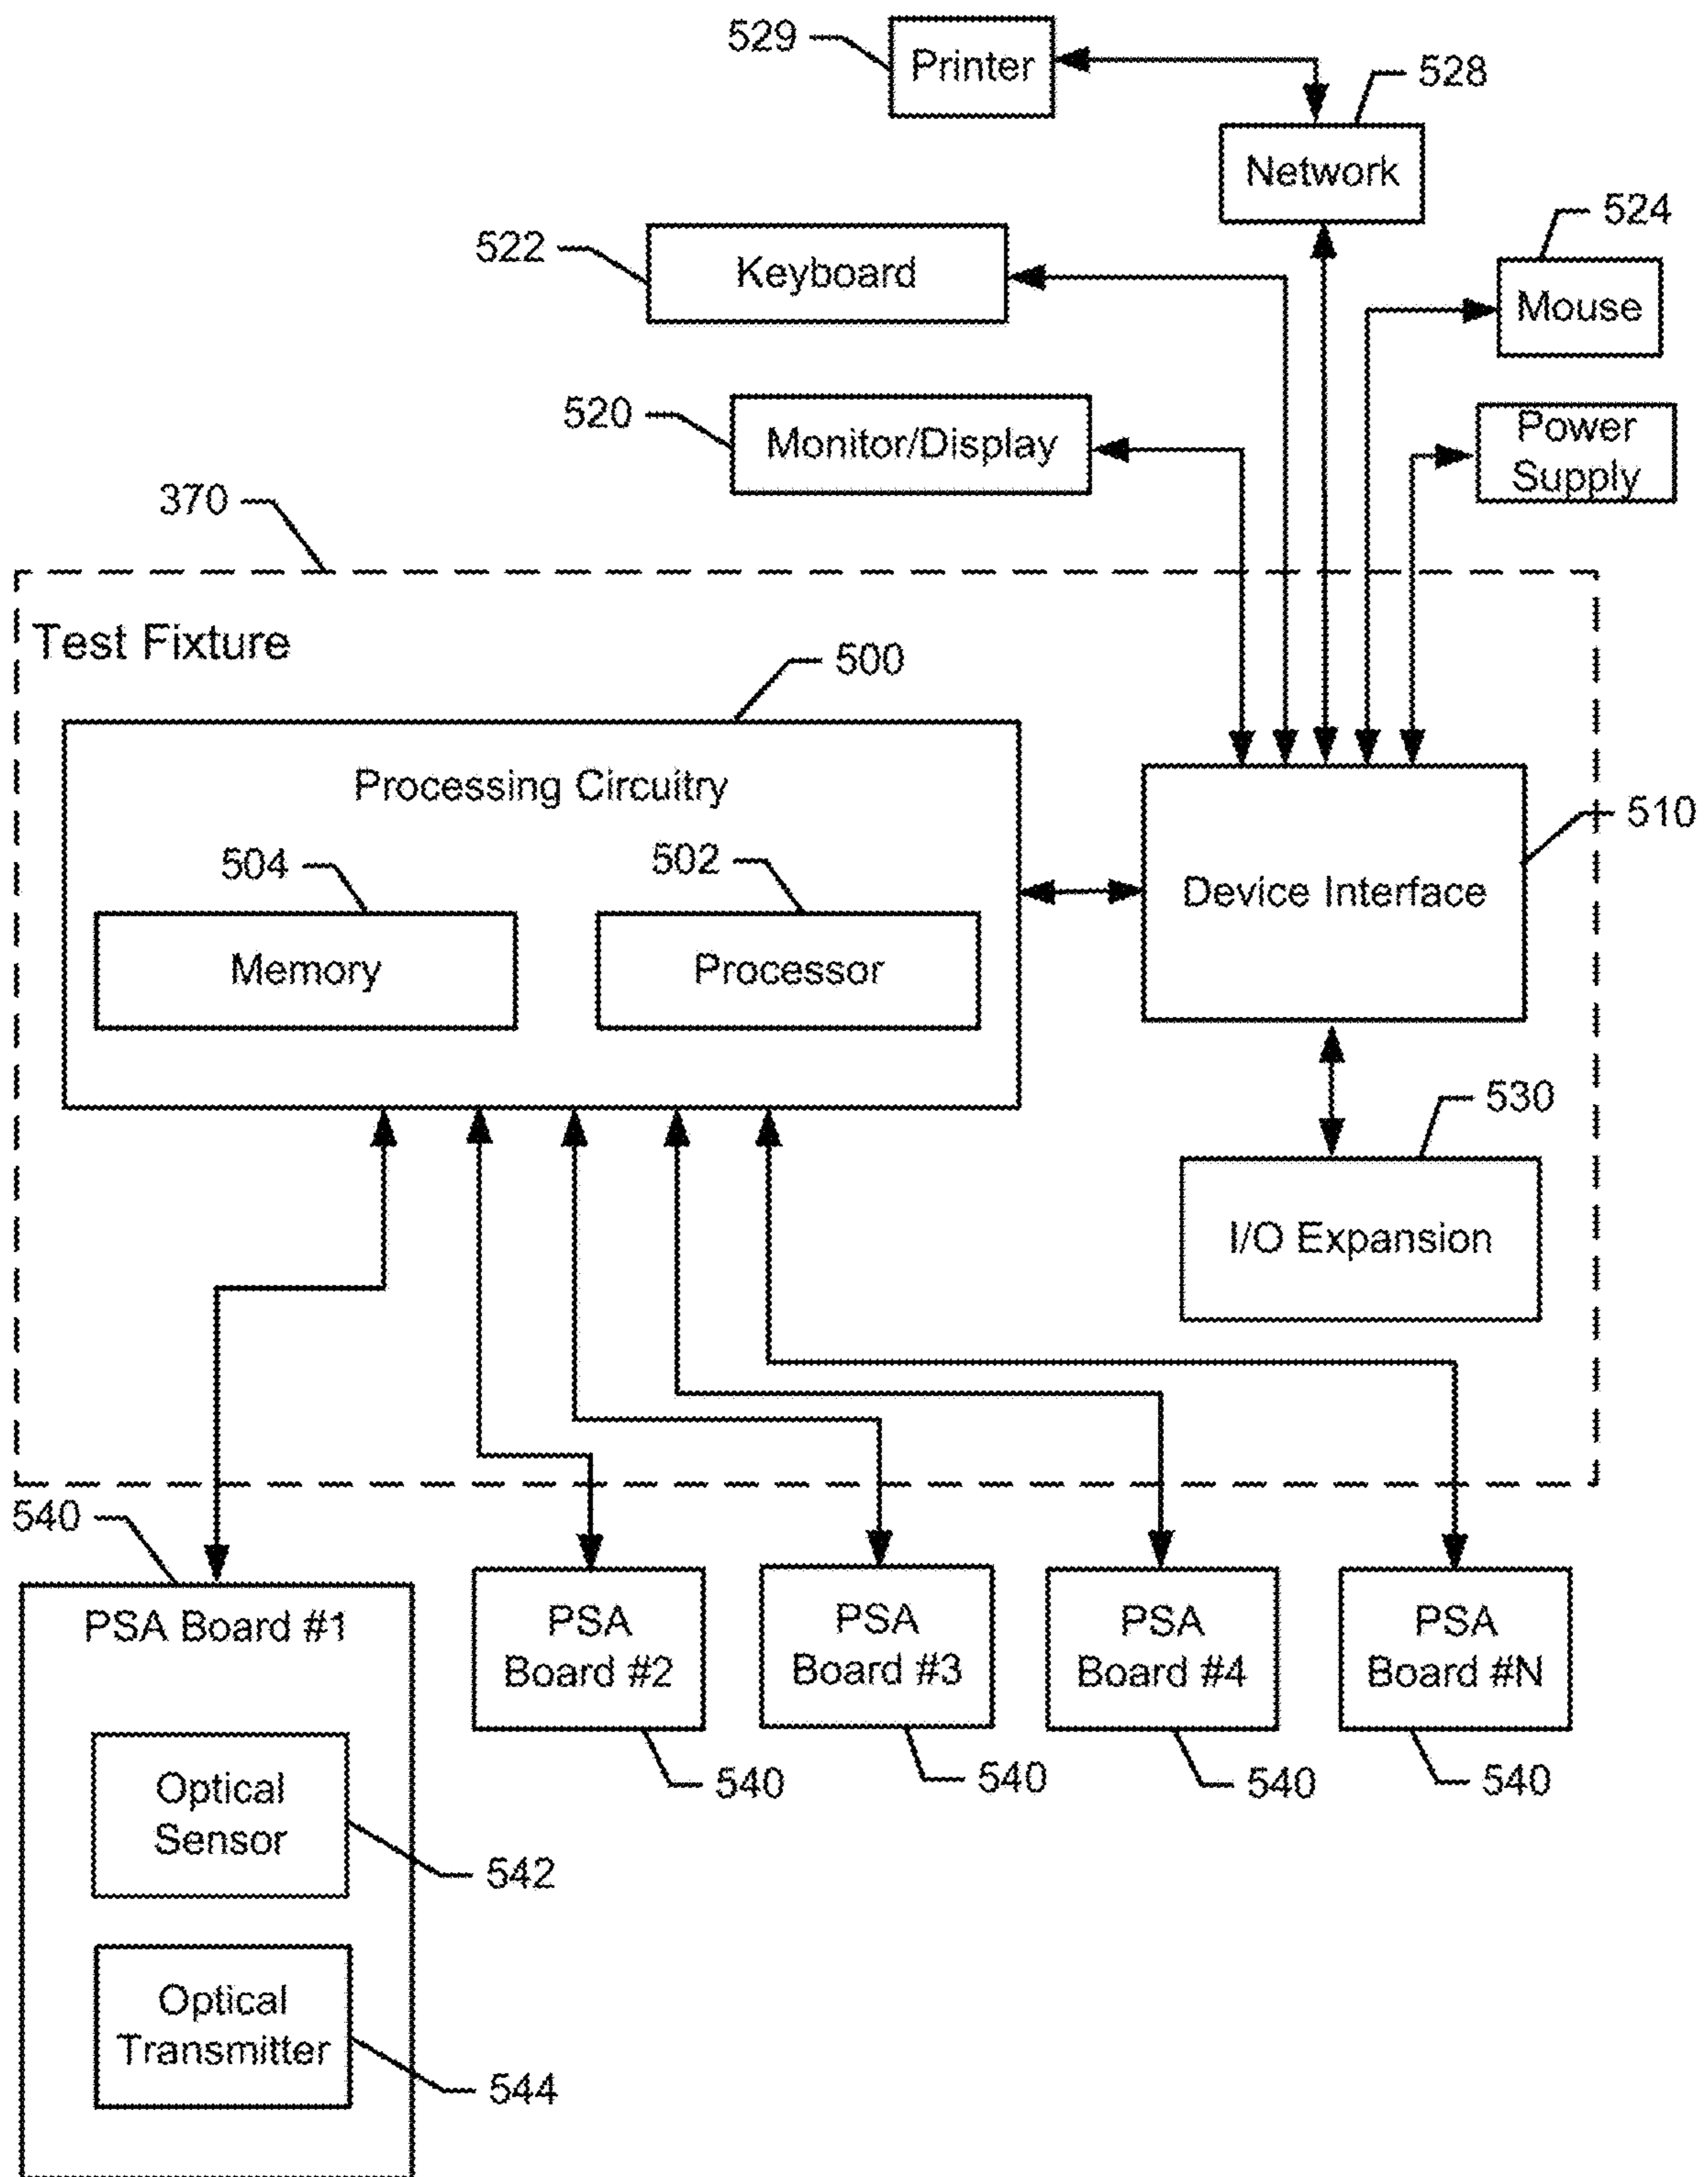 529
Printer
528
Network
524
522
Keyboard
Mouse
520
Monitor/Display
Power
Supply
370
Test Fixture
500
Processing Circuitry
510
504
502
Device Interface
Memory
Processor
530
I/O Expansion
540
PSA Board #1
PSA
Board #2
PSA
Board #3
PSA
Board #4
PSA
Board #N
540
540
540
540
Optical
Sensor
542
Optical
Transmitter
544